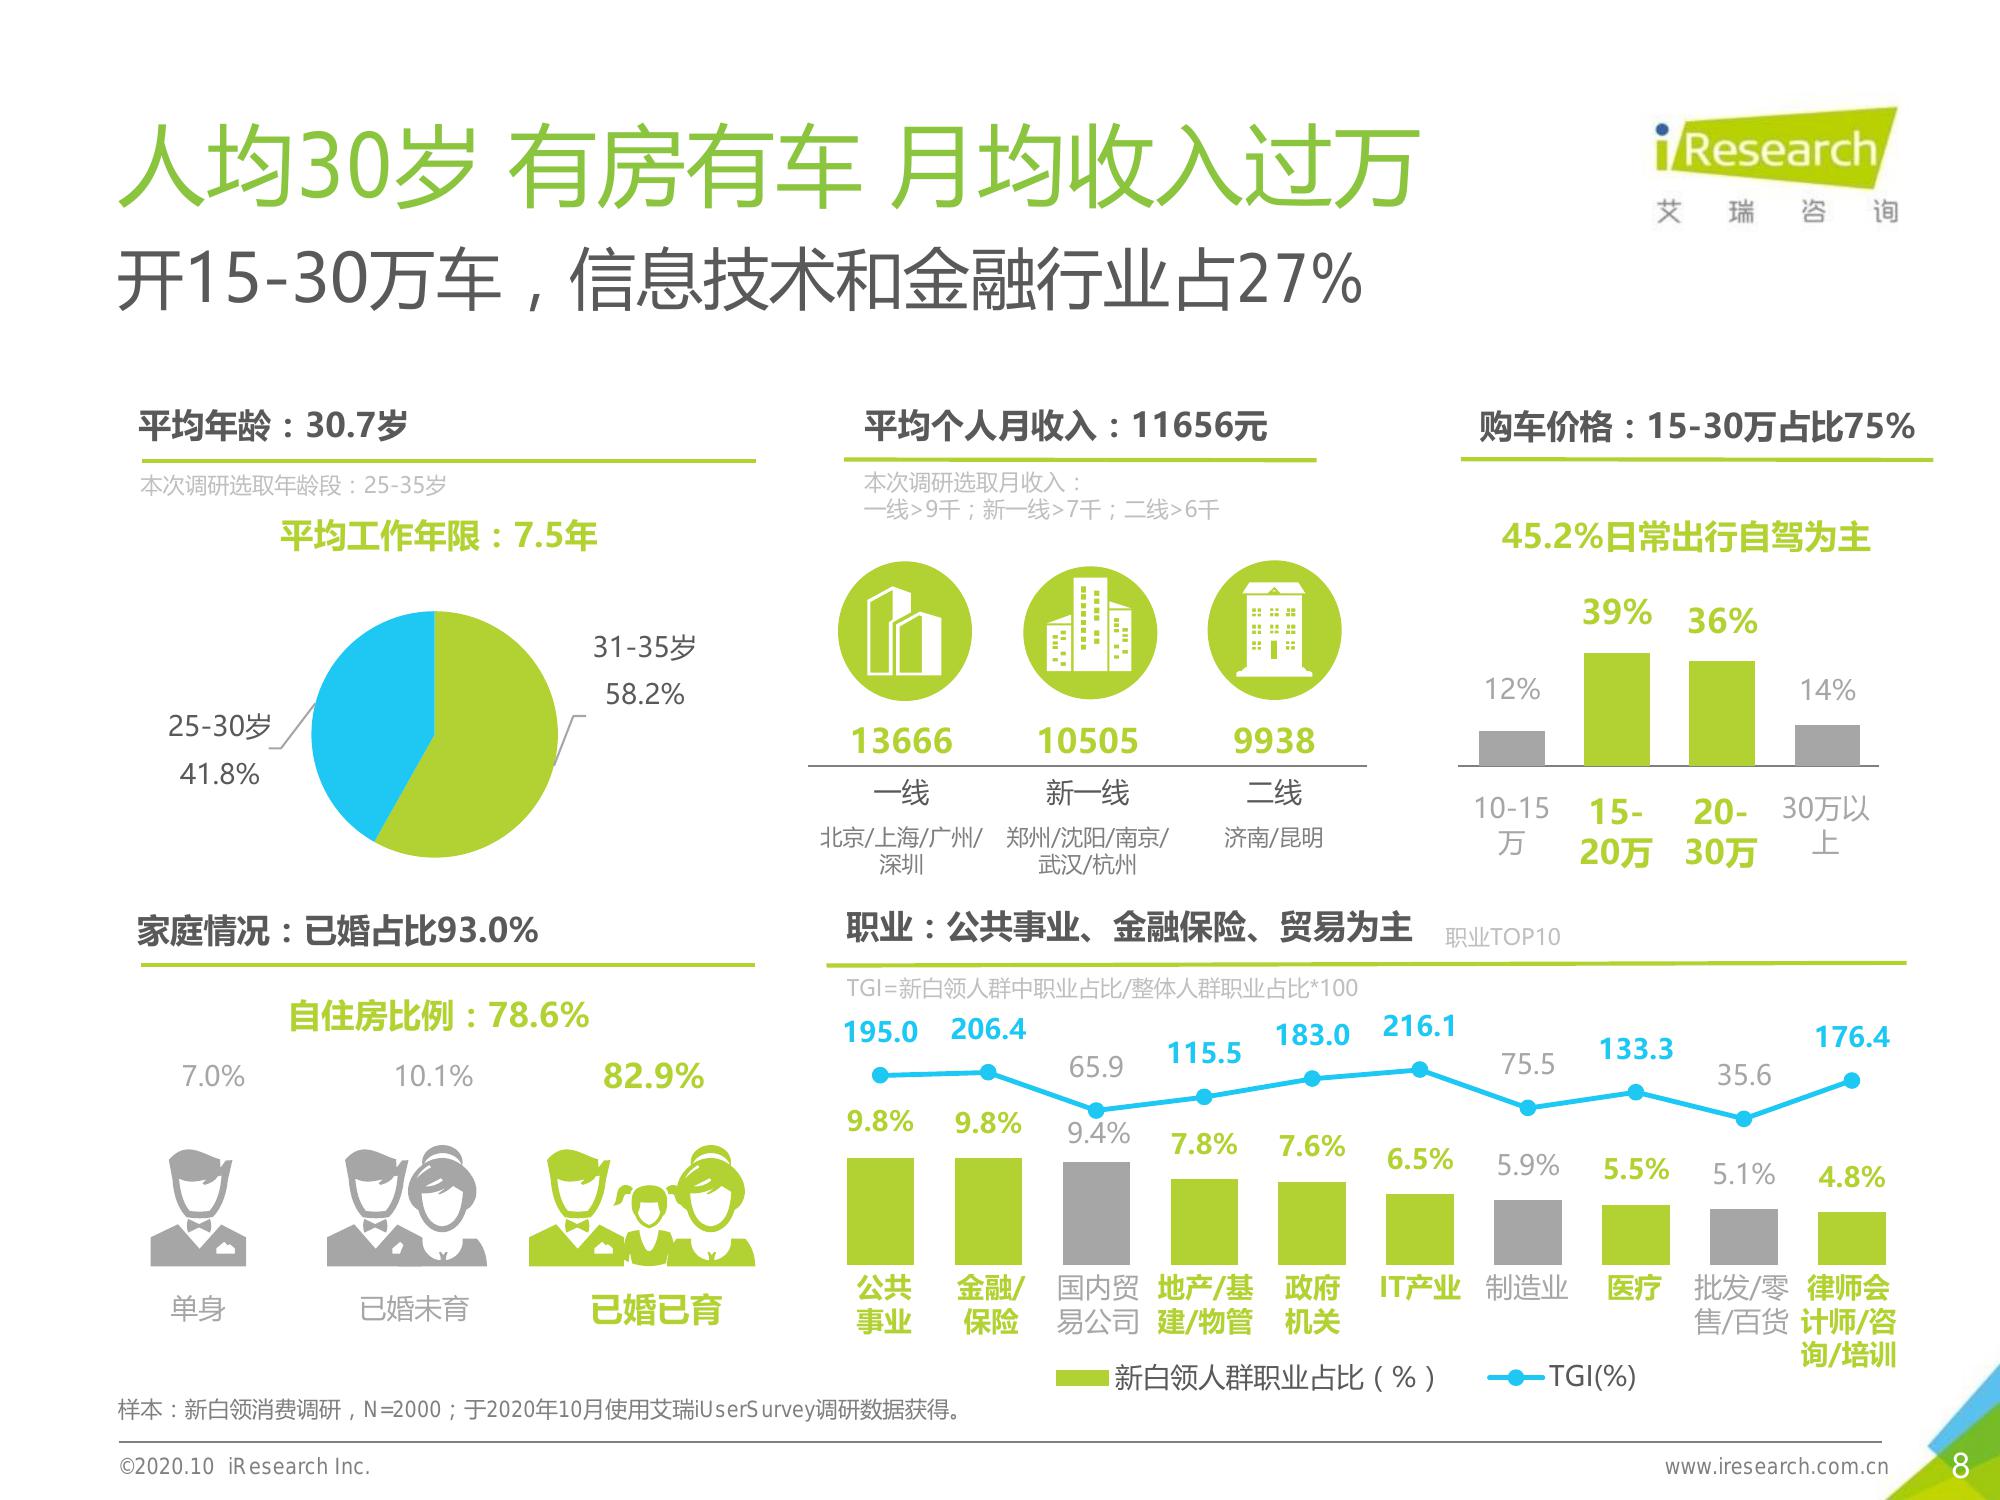 人均30岁 有房有车 月均收入过万
开15-30万车，信息技术和金融行业占27%
iResearch
艾瑞咨询
平均年龄：30.7岁
本次调研选取年龄段：25-35岁
平均工作年限：7.5年
31-35岁
58.2%
25-30岁
41.8%
平均个人月收入：11656元
本次调研选取月收入：
一线>9千；新一线>7千；二线>6千
13666
10505
9938
一线
新一线
二线
北京/上海/广州/
深圳
郑州/沈阳/南京/
武汉/杭州
济南/昆明
购车价格：15-30万占比75%
45.2%日常出行自驾为主
12%
39%
36%
14%
10-15
万
15-
20万
20-
30万
30万以
上
家庭情况：已婚占比93.0%
自住房比例：78.6%
7.0%
10.1%
82.9%
单身
已婚未育
已婚已育
职业：公共事业、金融保险、贸易为主
职业TOP10
TGI=新白领人群中职业占比/整体人群职业占比*100
195.0
206.4
65.9
115.5
183.0
216.1
75.5
133.3
35.6
176.4
9.8%
9.8%
9.4%
7.8%
7.6%
6.5%
5.9%
5.5%
5.1%
4.8%
公共
事业
金融/
保险
国内贸
易公司
地产/基
建/物管
政府
机关
IT产业
制造业
医疗
批发/零
售/百货
律师会
计师/咨
询/培训
新白领人群职业占比（%）
TGI(%)
样本：新白领消费调研，N=2000；于2020年10月使用艾瑞iUserSurvey调研数据获得。
©2020.10 iResearch Inc.
www.iresearch.com.cn
8